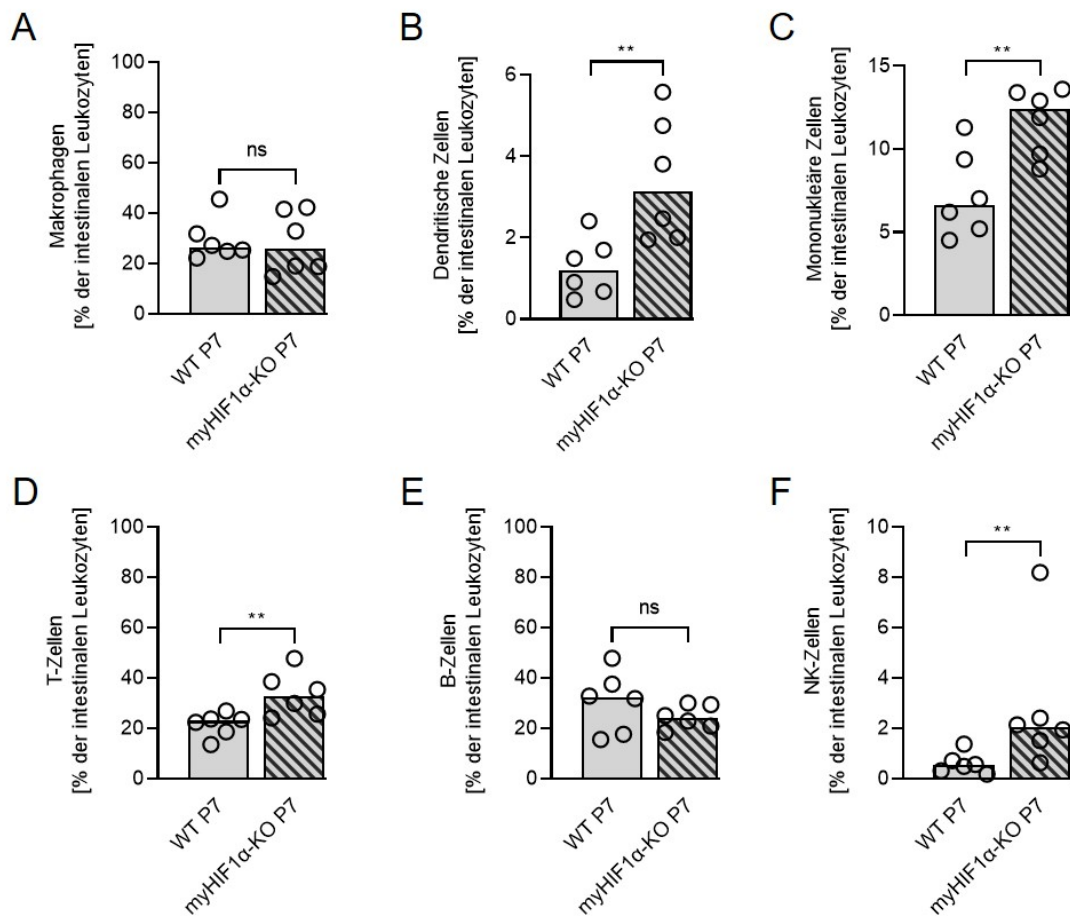 A
Makrophagen
[% der intestinalen Leukozyten]
100
80
60
40
20
0
ns
WT P7
myHIF1α-KO P7
B
Dendritische Zellen
[% der intestinalen Leukozyten]
6
4
2
0
**
WT P7
myHIF1α-KO P7
C
Mononukleäre Zellen
[% der intestinalen Leukozyten]
15
10
5
0
**
WT P7
myHIF1α-KO P7
D
T-Zellen
[% der intestinalen Leukozyten]
100
80
60
40
20
0
**
WT P7
myHIF1α-KO P7
E
B-Zellen
[% der intestinalen Leukozyten]
100
80
60
40
20
0
ns
WT P7
myHIF1α-KO P7
F
NK-Zellen
[% der intestinalen Leukozyten]
10
8
6
4
2
0
**
WT P7
myHIF1α-KO P7